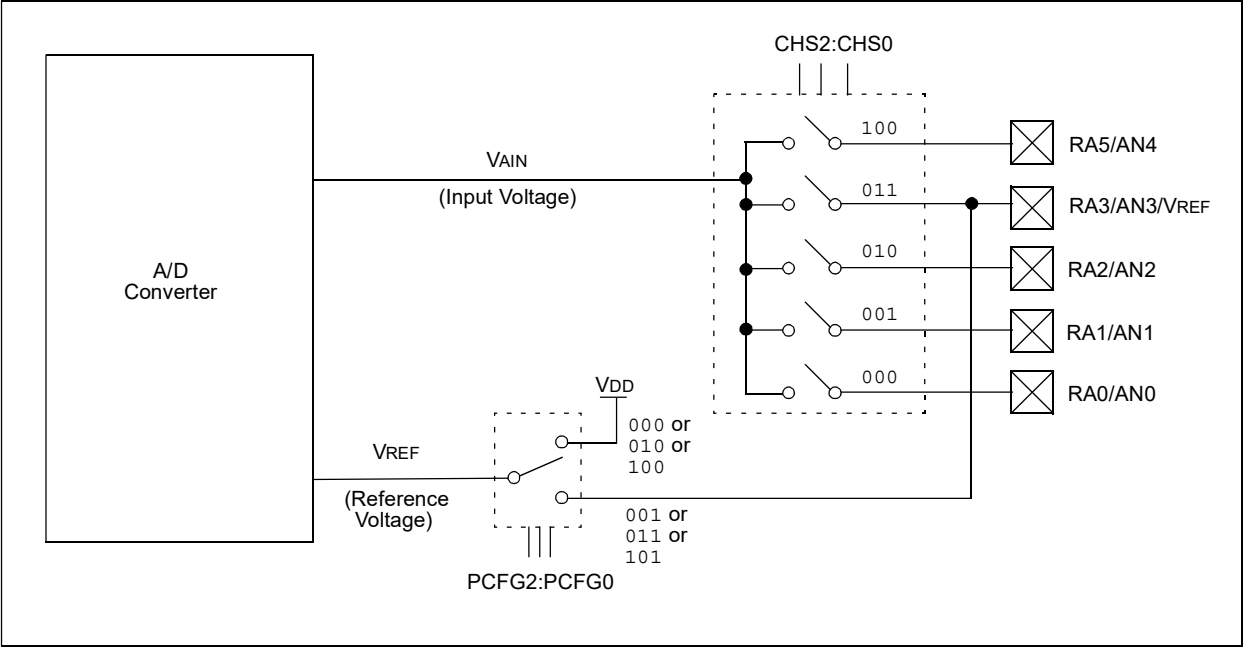 CHS2:CHS0
100
RA5/AN4
VAIN
(Input Voltage)
011
RA3/AN3/VREF
010
RA2/AN2
A/D
Converter
001
RA1/AN1
000
RA0/AN0
VDD
000 or
010 or
100
VREF
(Reference
Voltage)
001 or
011 or
101
PCFG2:PCFG0